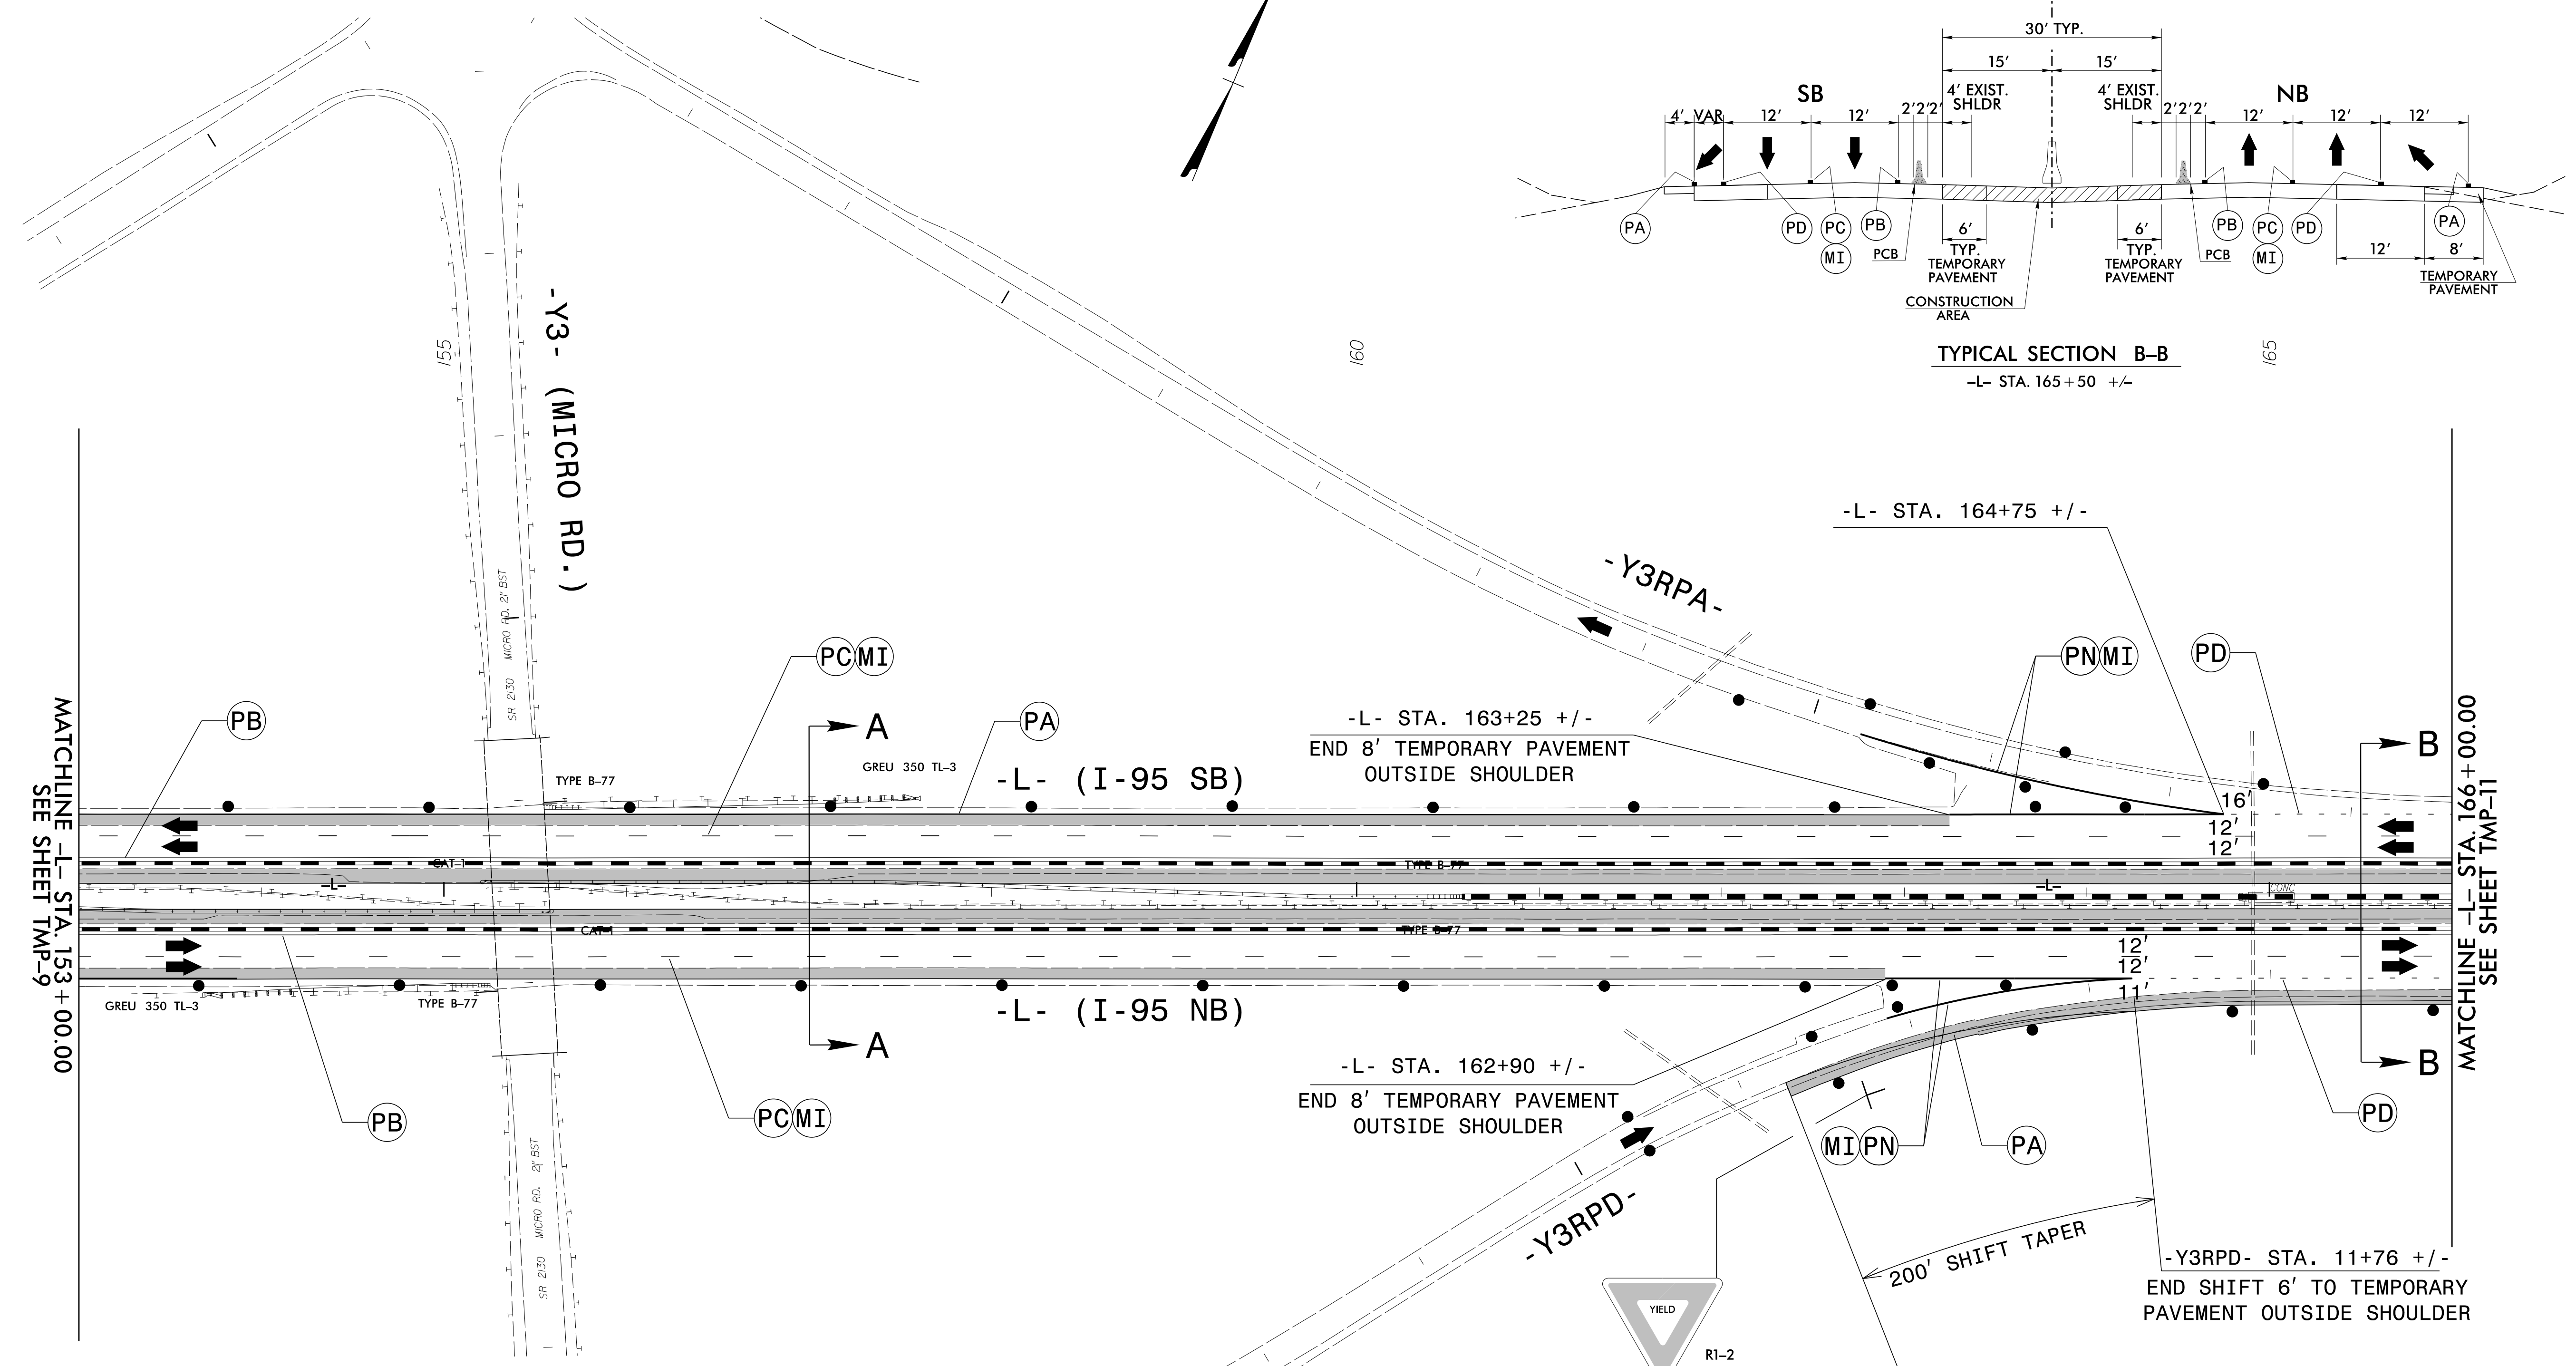 30' TYP.
15' 15'
4' EXIST. SHLDR
4' EXIST. SHLDR
SB
NB
4' VAR 12' 12' 2' 2' 2'
2' 2' 2' 12' 12' 12'
PA
PD
PC
MI
PB
PCB
6'
TYP.
TEMPORARY
PAVEMENT
CONSTRUCTION
AREA
6'
TYP.
TEMPORARY
PAVEMENT
PCB
PB
PC
MI
PD
PA
12' 8'
TEMPORARY
PAVEMENT
TYPICAL SECTION B-B
-L- STA. 165+50 +/-
155
160
165
-Y3- (MICRO RD.)
SR 2130 MICRO RD. 21' BST
-L- STA. 164+75 +/-
-Y3RPA-
PC MI
PN MI
PD
PB
A
PA
-L- STA. 163+25 +/-
END 8' TEMPORARY PAVEMENT
OUTSIDE SHOULDER
B
GREU 350 TL-3
TYPE B-77
-L- (I-95 SB)
16'
12'
12'
CAT-1
TYPE B-77
-L-
-L-
CONC
CAT-1
TYPE B-77
12'
12'
11'
GREU 350 TL-3
TYPE B-77
-L- (I-95 NB)
A
B
MATCHLINE -L- STA. 153+00.00
SEE SHEET TMP-9
MATCHLINE -L- STA. 166+00.00
SEE SHEET TMP-11
-L- STA. 162+90 +/-
END 8' TEMPORARY PAVEMENT
OUTSIDE SHOULDER
PB
PC MI
MI PN
PA
PD
SR 2130 MICRO RD. 21' BST
-Y3RPD-
200' SHIFT TAPER
-Y3RPD- STA. 11+76 +/-
END SHIFT 6' TO TEMPORARY
PAVEMENT OUTSIDE SHOULDER
YIELD
R1-2